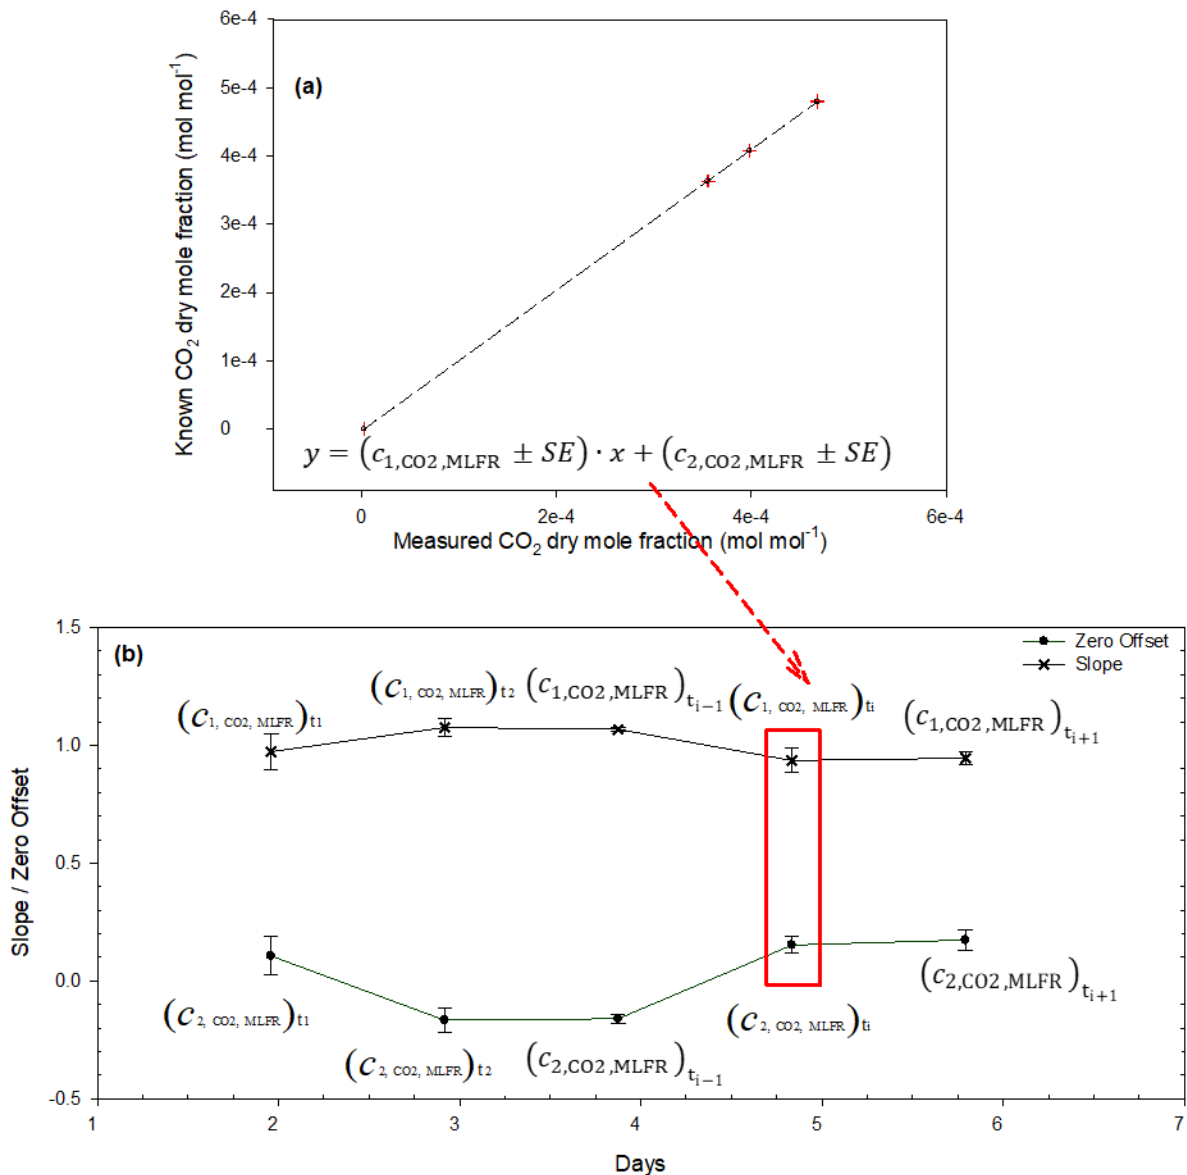 6e-4
(a)
5e-4
4e-4
3e-4
2e-4
1e-4
0
Known CO₂ dry mole fraction (mol mol⁻¹)
y = (c₁,CO2,MLFR ± SE) · x + (c₂,CO2,MLFR ± SE)
0 2e-4 4e-4 6e-4
Measured CO₂ dry mole fraction (mol mol⁻¹)
1.5
(b)
Zero Offset
Slope
(C₁, CO2, MLFR)t1
(C₁, CO2, MLFR)t2
(c₁,CO2,MLFR)tᵢ₋₁
(C₁, CO2, MLFR)ti
(c₁,CO2,MLFR)tᵢ₊₁
1.0
0.5
0.0
-0.5
Slope / Zero Offset
(C₂, CO2, MLFR)t1
(C₂, CO2, MLFR)t2
(c₂,CO2,MLFR)tᵢ₋₁
(C₂, CO2, MLFR)ti
(c₂,CO2,MLFR)tᵢ₊₁
1 2 3 4 5 6 7
Days